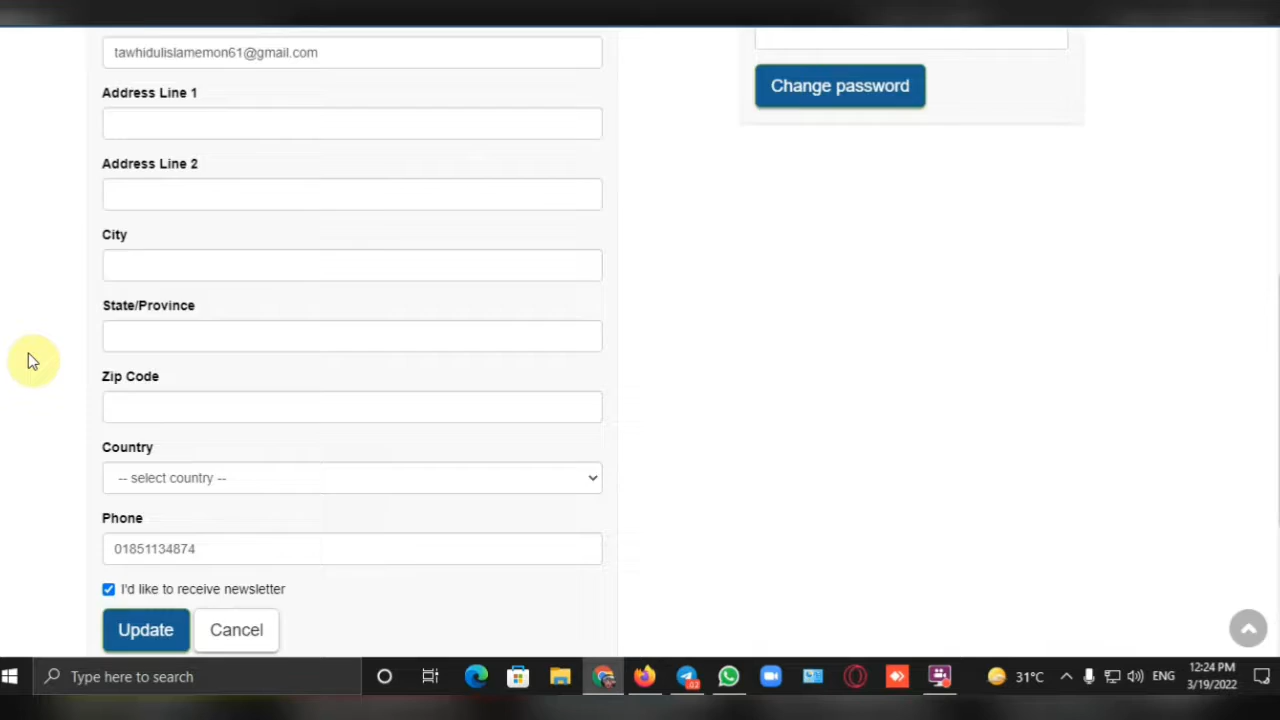 tawhidulislamemon61@gmail.com
Change password
Address Line 1
Address Line 2
City
State/Province
Zip Code
Country
-- select country --
Phone
01851134874
I'd like to receive newsletter
Update Cancel
Type here to search
31°C ENG 12:24 PM
3/19/2022